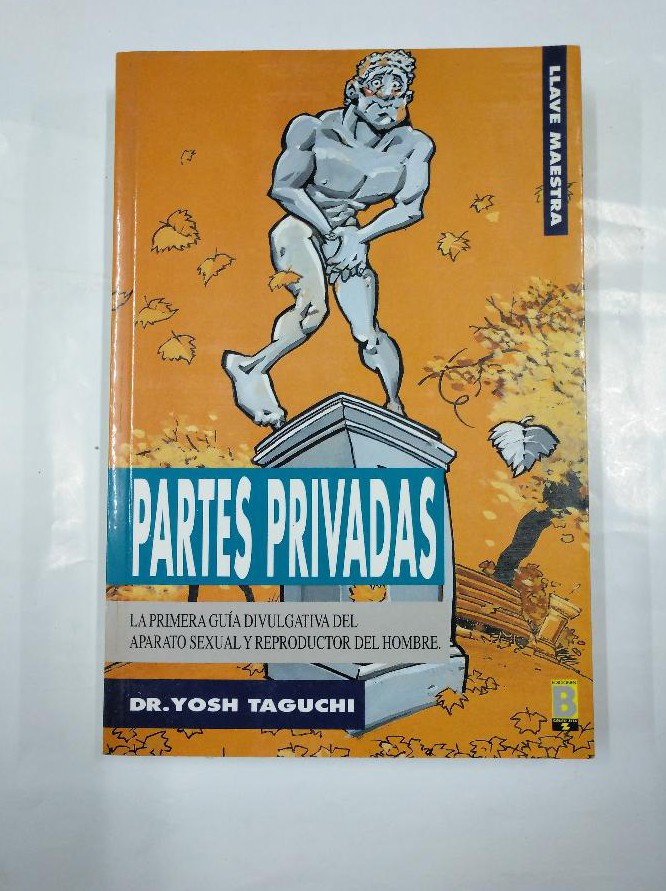 LLAVE MAESTRA
PARTES PRIVADAS
LA PRIMERA GUÍA DIVULGATIVA DEL
APARATO SEXUAL Y REPRODUCTOR DEL HOMBRE.
DR. YOSH TAGUCHI
B